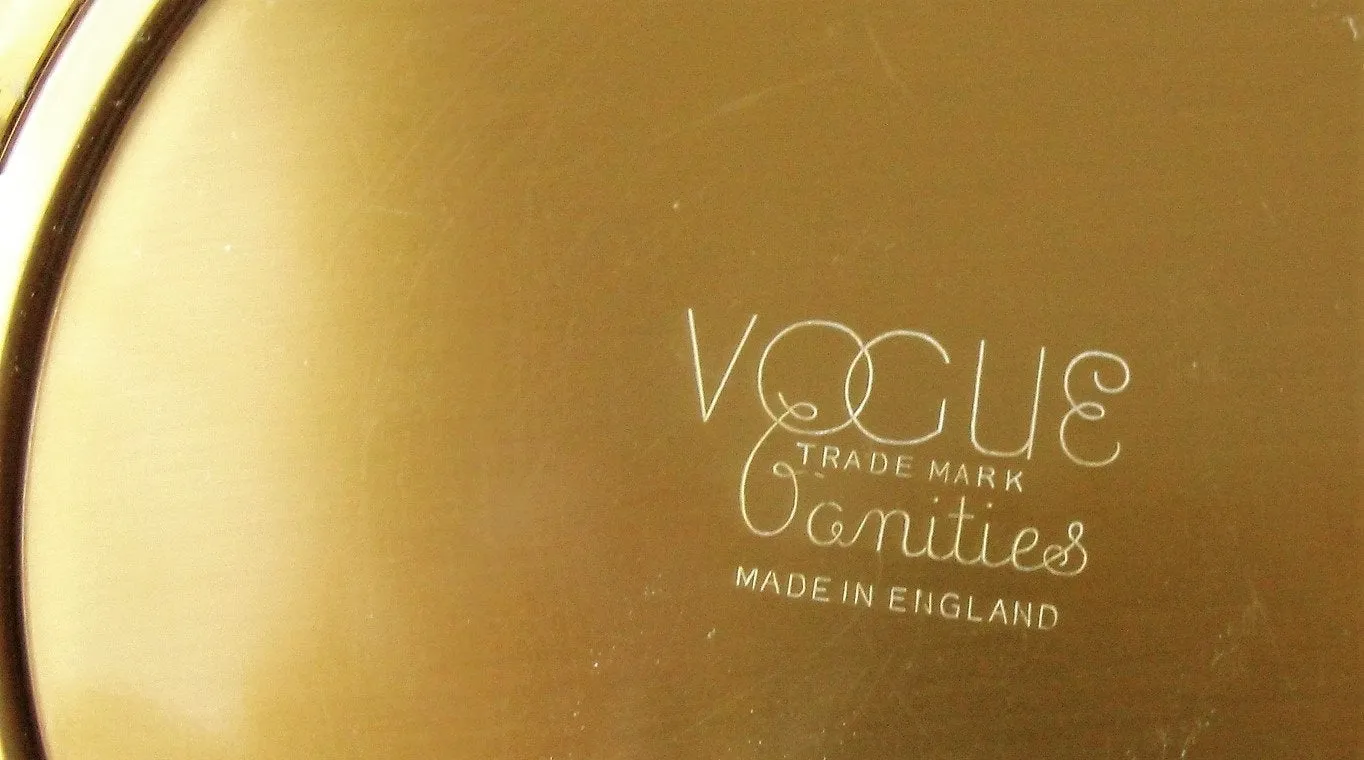 VOGUE
TRADE MARK
Vanities
MADE IN ENGLAND